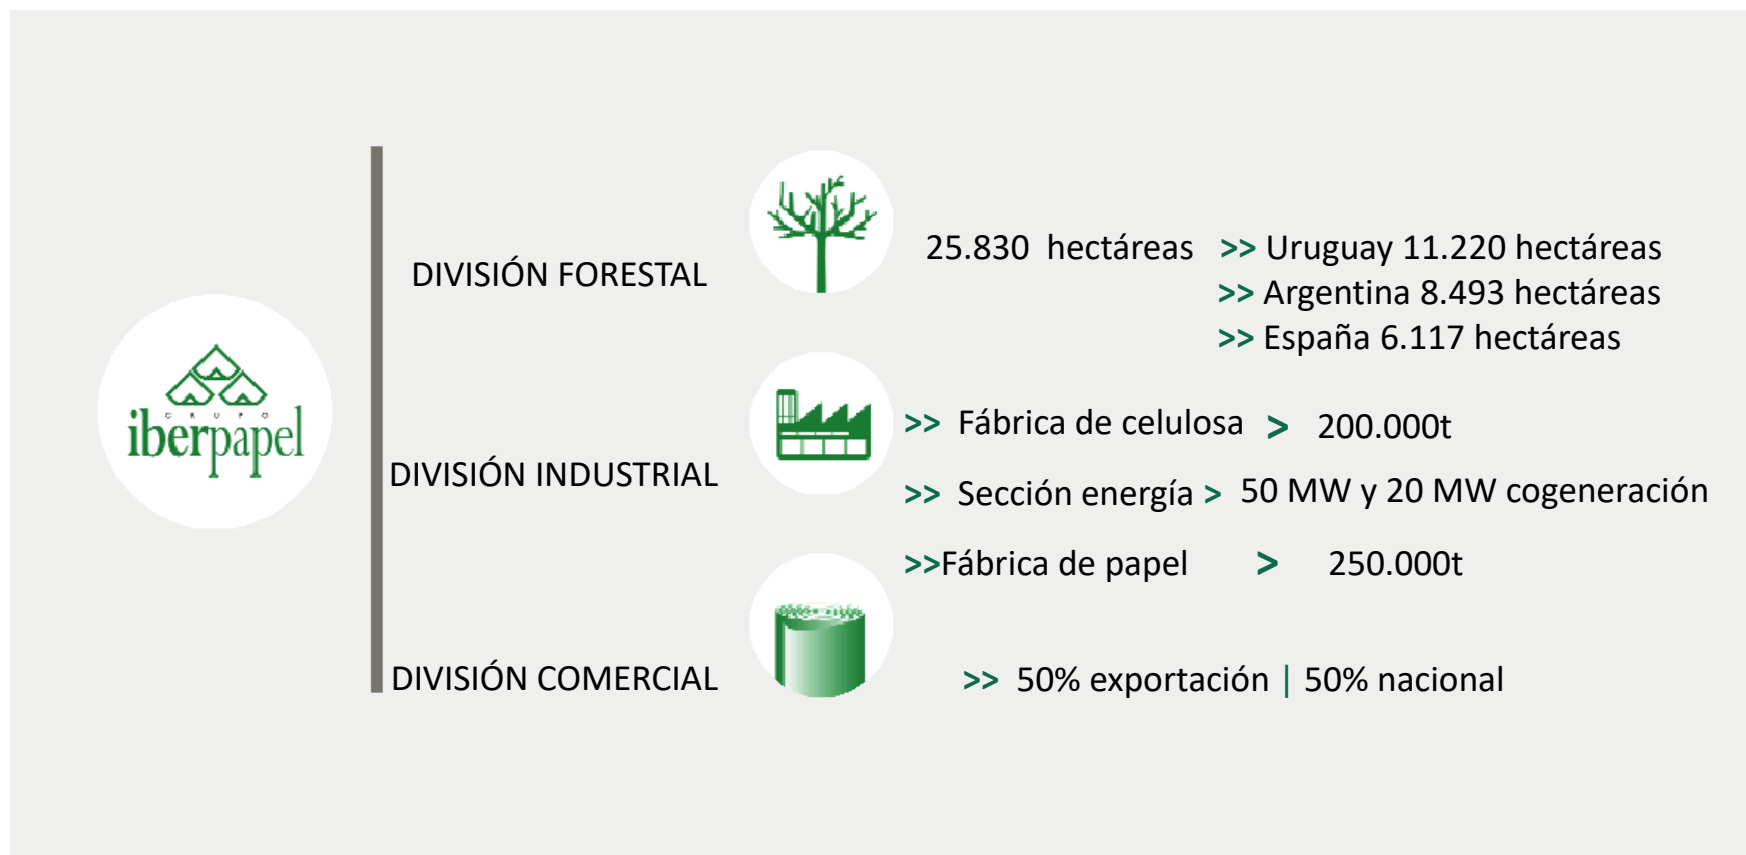 GRUPO
iberpapel
DIVISIÓN FORESTAL
25.830 hectáreas >> Uruguay 11.220 hectáreas
>> Argentina 8.493 hectáreas
>> España 6.117 hectáreas
DIVISIÓN INDUSTRIAL
>> Fábrica de celulosa > 200.000t
>> Sección energía > 50 MW y 20 MW cogeneración
>>Fábrica de papel > 250.000t
DIVISIÓN COMERCIAL
>> 50% exportación | 50% nacional